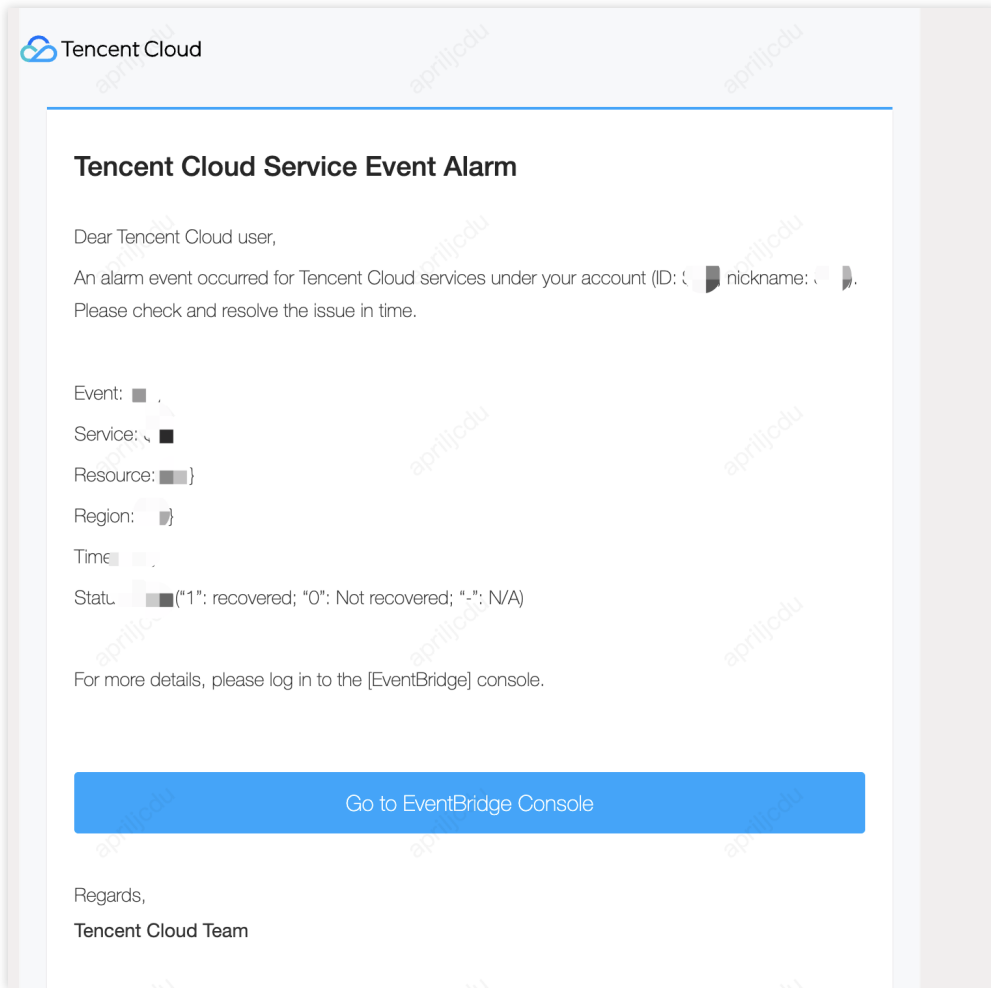 Tencent Cloud
Tencent Cloud Service Event Alarm
Dear Tencent Cloud user,
An alarm event occurred for Tencent Cloud services under your account (ID: nickname: ).
Please check and resolve the issue in time.
Event:
Service:
Resource: }
Region: }
Time
Statu ("1": recovered; "0": Not recovered; "-": N/A)
For more details, please log in to the [EventBridge] console.
Go to EventBridge Console
Regards,
Tencent Cloud Team
apriljcdu